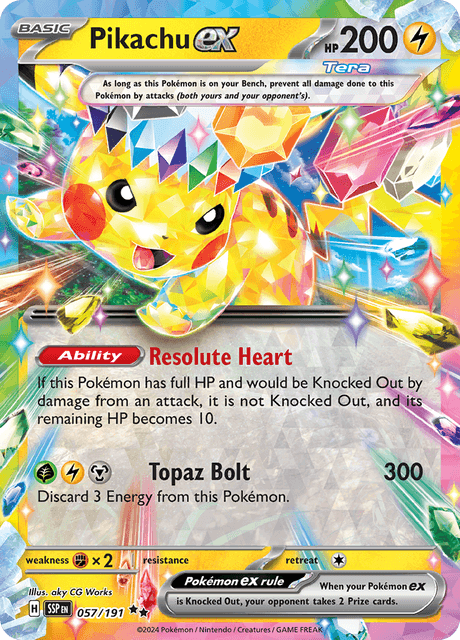 BASIC
Pikachu ex HP 200
Tera
As long as this Pokémon is on your Bench, prevent all damage done to this
Pokémon by attacks (both yours and your opponent's).
Ability Resolute Heart
If this Pokémon has full HP and would be Knocked Out by
damage from an attack, it is not Knocked Out, and its
remaining HP becomes 10.
Topaz Bolt 300
Discard 3 Energy from this Pokémon.
weakness ×2 resistance retreat
Illus. aky CG Works
Pokémon ex rule When your Pokémon ex
is Knocked Out, your opponent takes 2 Prize cards.
H SSP EN 057/191 ★★
©2024 Pokémon / Nintendo / Creatures / GAME FREAK